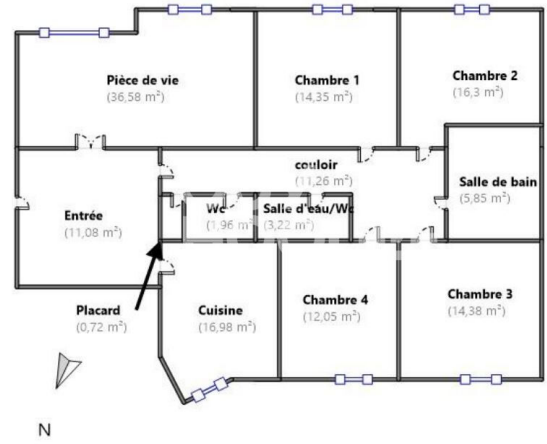 Pièce de vie
(36,58 m²)
Chambre 1
(14,35 m²)
Chambre 2
(16,3 m²)
couloir
(11,26 m²)
Salle de bain
(5,85 m²)
Entrée
(11,08 m²)
Wc
(1,96 m²)
Salle d'eau/Wc
(3,22 m²)
Placard
(0,72 m²)
Cuisine
(16,98 m²)
Chambre 4
(12,05 m²)
Chambre 3
(14,38 m²)
N